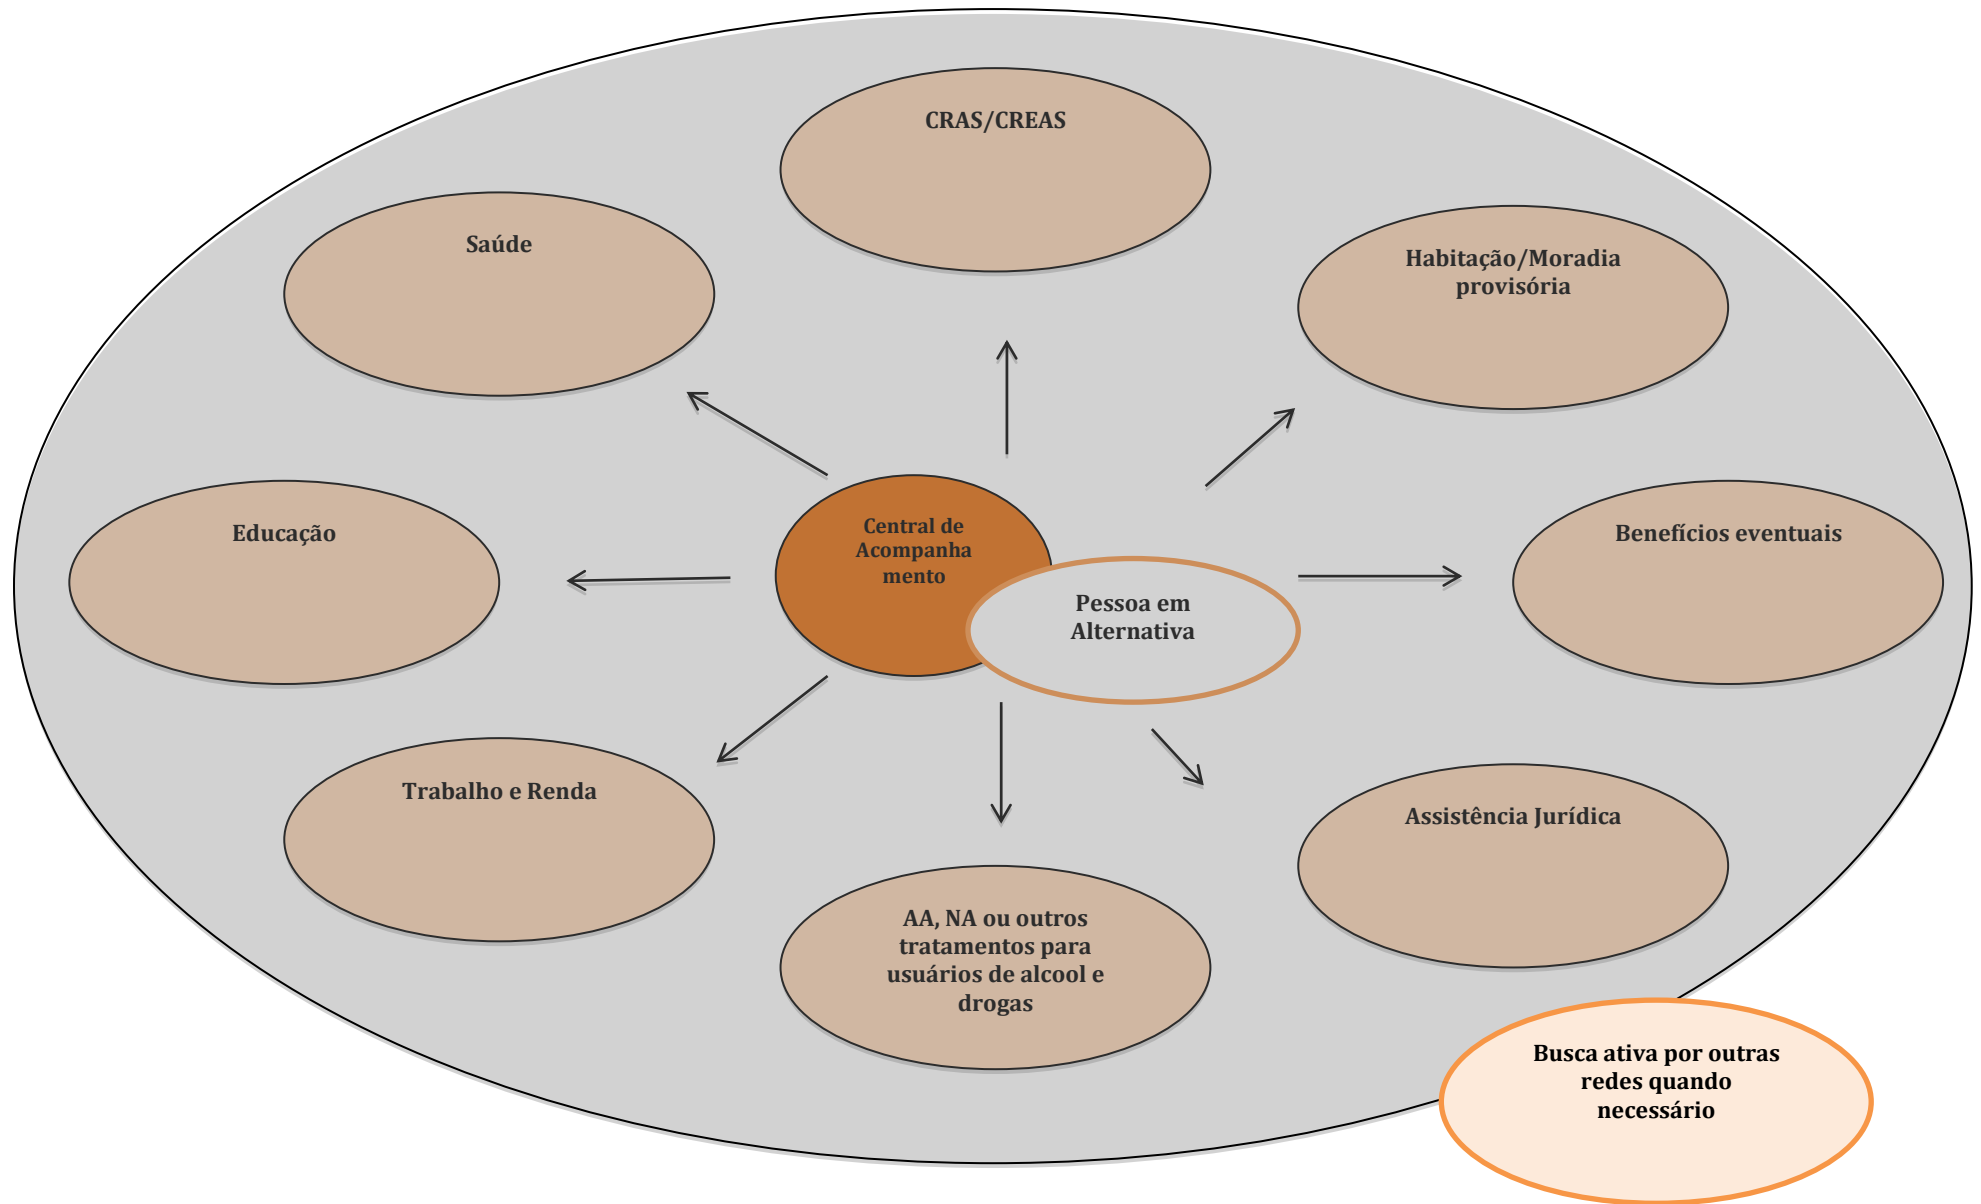 CRAS/CREAS
Saúde
Habitação/Moradia
provisória
Educação
Central de
Acompanha
mento
Benefícios eventuais
Pessoa em
Alternativa
Trabalho e Renda
Assistência Jurídica
AA, NA ou outros
tratamentos para
usuários de alcool e
drogas
Busca ativa por outras
redes quando
necessário